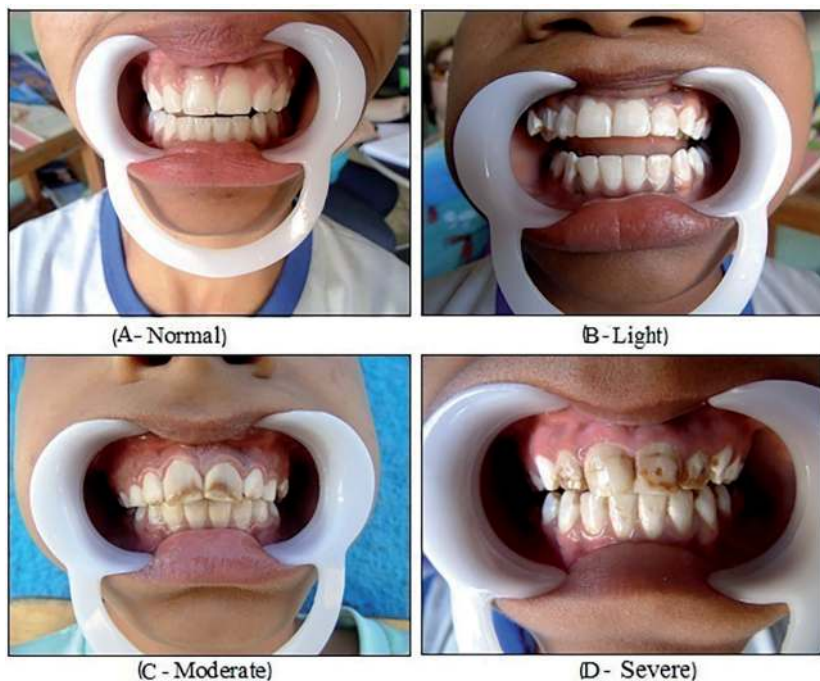 (A- Normal)
(B- Light)
(C - Moderate)
(D - Severe)